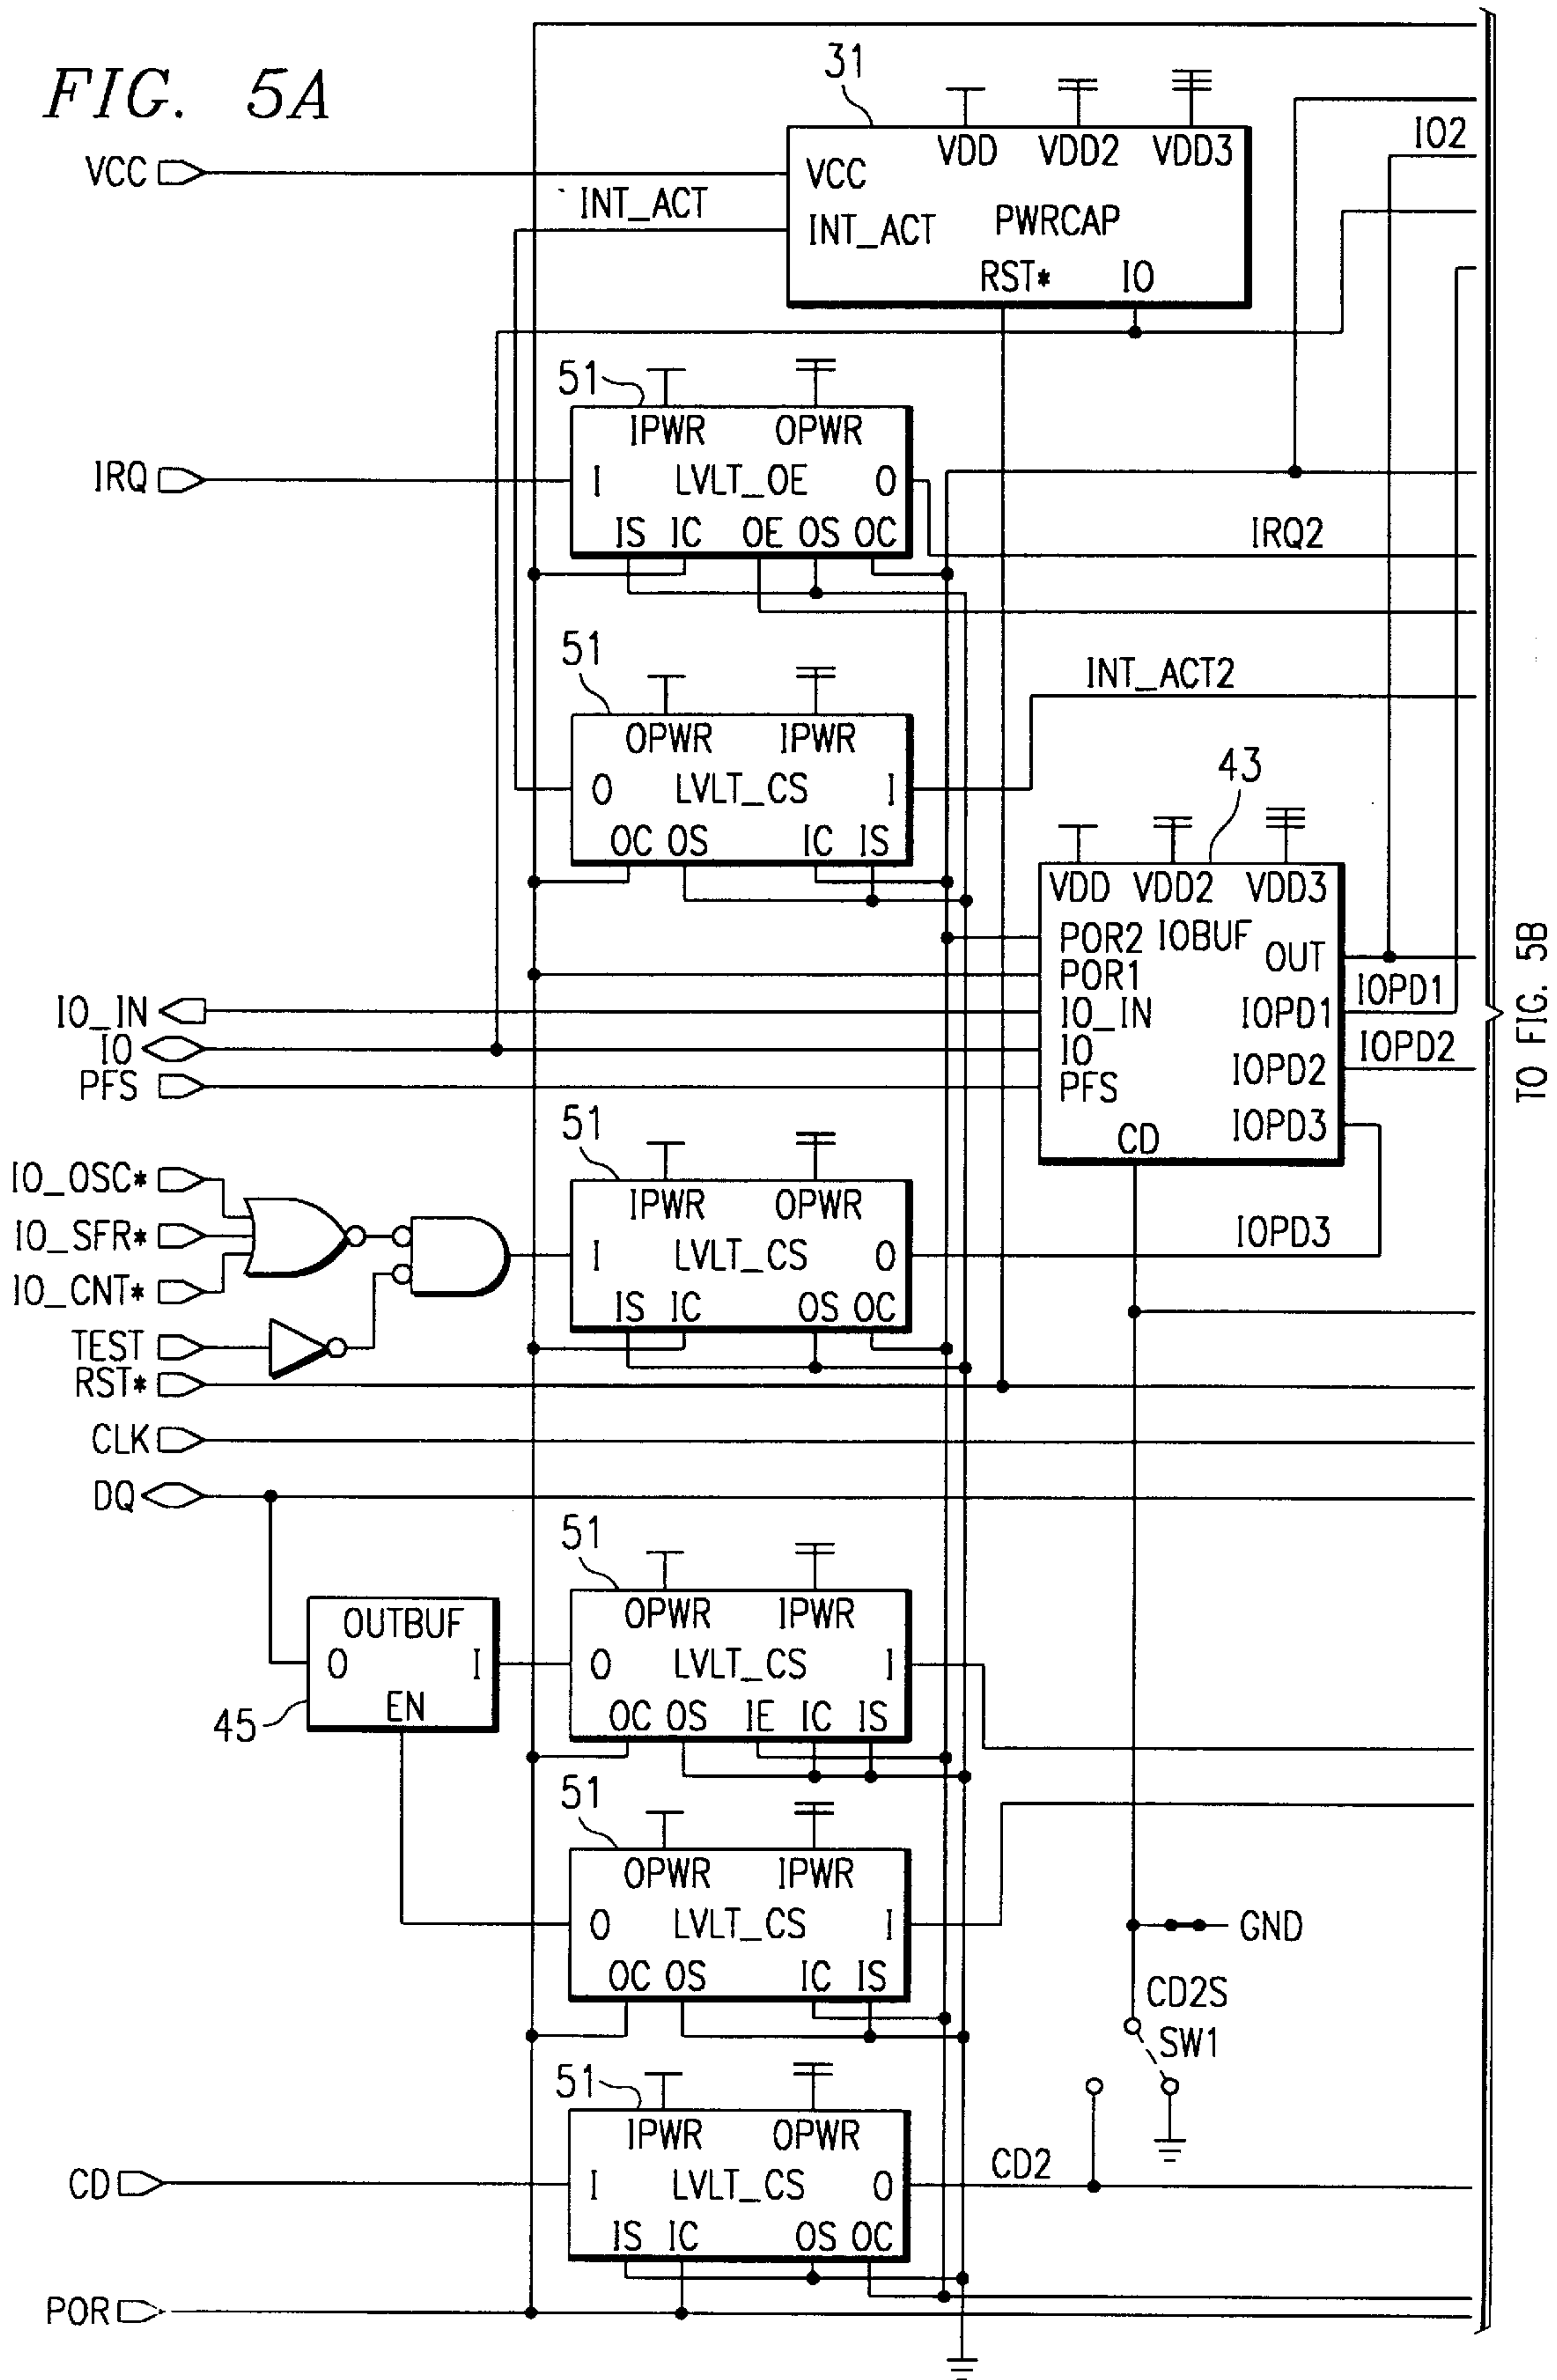 FIG. 5A
31
VDD VDD2 VDD3
VCC
VCC
INT_ACT
INT_ACT
PWRCAP
RST* IO
IO2
51
IPWR OPWR
IRQ
I LVLT_OE O
IS IC OE OS OC
IRQ2
51
OPWR IPWR
O LVLT_CS I
OC OS IC IS
INT_ACT2
43
VDD VDD2 VDD3
POR2 IOBUF
OUT
POR1
IO_IN
IO_IN
IOPD1
IOPD1
IO
IO
IOPD2
IOPD2
PFS
PFS
IOPD3
CD
TO FIG. 5B
51
IPWR OPWR
IO_OSC*
IO_SFR*
IO_CNT*
I LVLT_CS O
IOPD3
IS IC OS OC
TEST
RST*
CLK
DQ
51
OPWR IPWR
OUTBUF
O I
EN
45
O LVLT_CS I
OC OS IE IC IS
51
OPWR IPWR
O LVLT_CS I
OC OS IC IS
GND
CD2S
SW1
51
IPWR OPWR
CD
I LVLT_CS O
CD2
IS IC OS OC
POR